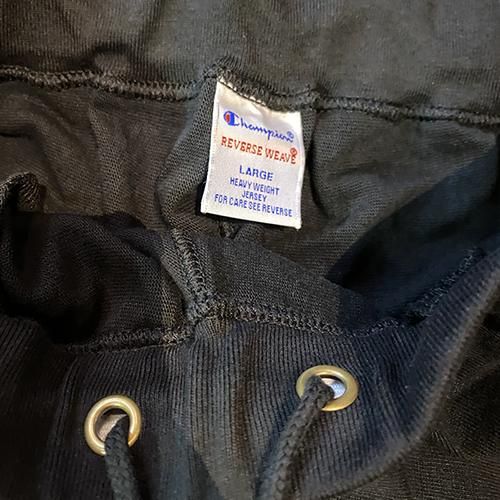 Champion®
REVERSE WEAVE®
LARGE
HEAVY WEIGHT
JERSEY
FOR CARE SEE REVERSE